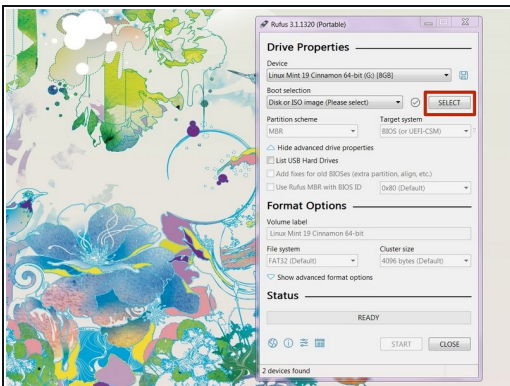 Rufus 3.1.1320 (Portable)
Drive Properties
Device
Linux Mint 19 Cinnamon 64-bit (G:) [8GB]
Boot selection
Disk or ISO image (Please select)
SELECT
Partition scheme
Target system
MBR
BIOS (or UEFI-CSM)
?
Hide advanced drive properties
List USB Hard Drives
Add fixes for old BIOSes (extra partition, align, etc.)
Use Rufus MBR with BIOS ID
0x80 (Default)
Format Options
Volume label
Linux Mint 19 Cinnamon 64-bit
File system
Cluster size
FAT32 (Default)
4096 bytes (Default)
Show advanced format options
Status
READY
START
CLOSE
2 devices found